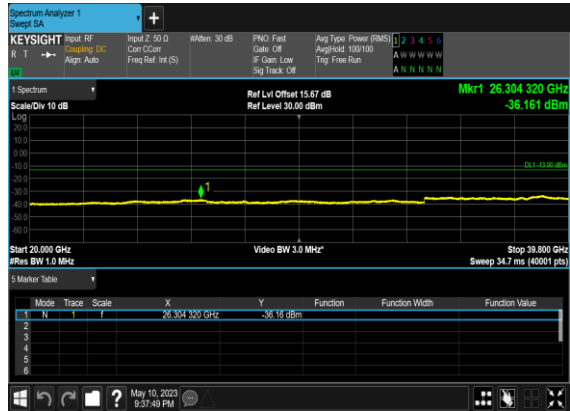 Spectrum Analyzer 1
Swept SA
+
KEYSIGHT Input: RF Input Z: 50 Ω #Atten: 30 dB PNO: Fast Avg Type: Power (RMS) 1 2 3 4 5 6
R T Coupling: DC Corr CCorr Gate: Off Avg|Hold: 100/100 A W W W W W
Align: Auto Freq Ref: Int (S) IF Gain: Low Trig: Free Run
Sig Track: Off A N N N N N
1 Spectrum Ref Lvl Offset 15.67 dB Mkr1 26.304 320 GHz
Scale/Div 10 dB Ref Level 30.00 dBm -36.161 dBm
Log
20.0
10.0
0.00
-10.0 DL1 -13.00 dBm
-20.0
-30.0 1
-40.0
-50.0
-60.0
Start 20.000 GHz Video BW 3.0 MHz* Stop 39.800 GHz
#Res BW 1.0 MHz Sweep 34.7 ms (40001 pts)
5 Marker Table
Mode Trace Scale X Y Function Function Width Function Value
1 N 1 f 26.304 320 GHz -36.16 dBm
2
3
4
5
6
? May 10, 2023
9:37:49 PM